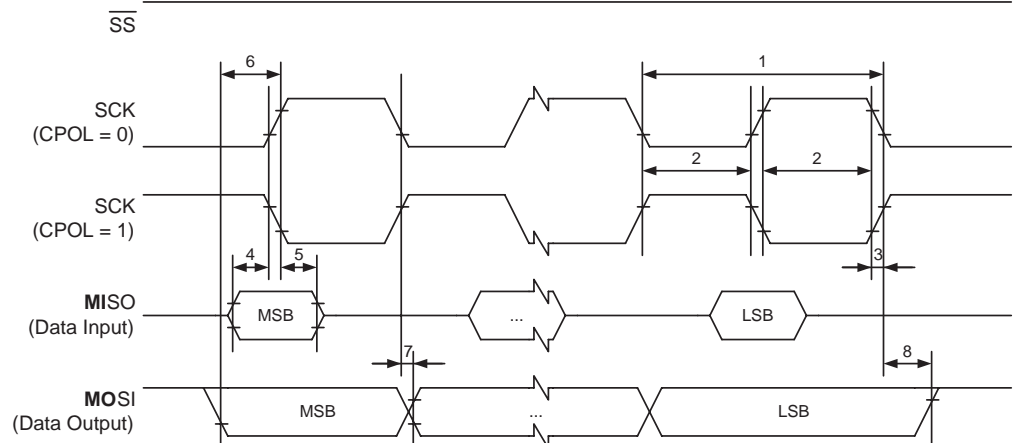 SS
6
1
SCK
(CPOL = 0)
2
2
SCK
(CPOL = 1)
4
5
3
MISO
(Data Input)
MSB
...
LSB
7
8
MOSI
(Data Output)
MSB
...
LSB